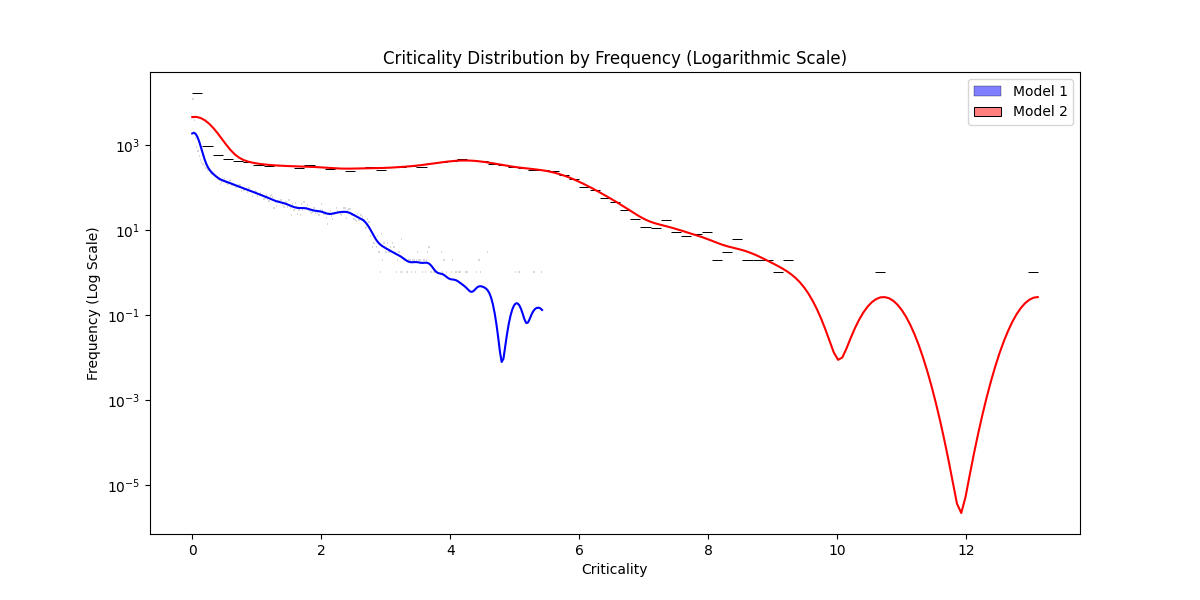 Criticality Distribution by Frequency (Logarithmic Scale)
Model 1
Model 2
Frequency (Log Scale)
10³
10¹
10⁻¹
10⁻³
10⁻⁵
0 2 4 6 8 10 12
Criticality